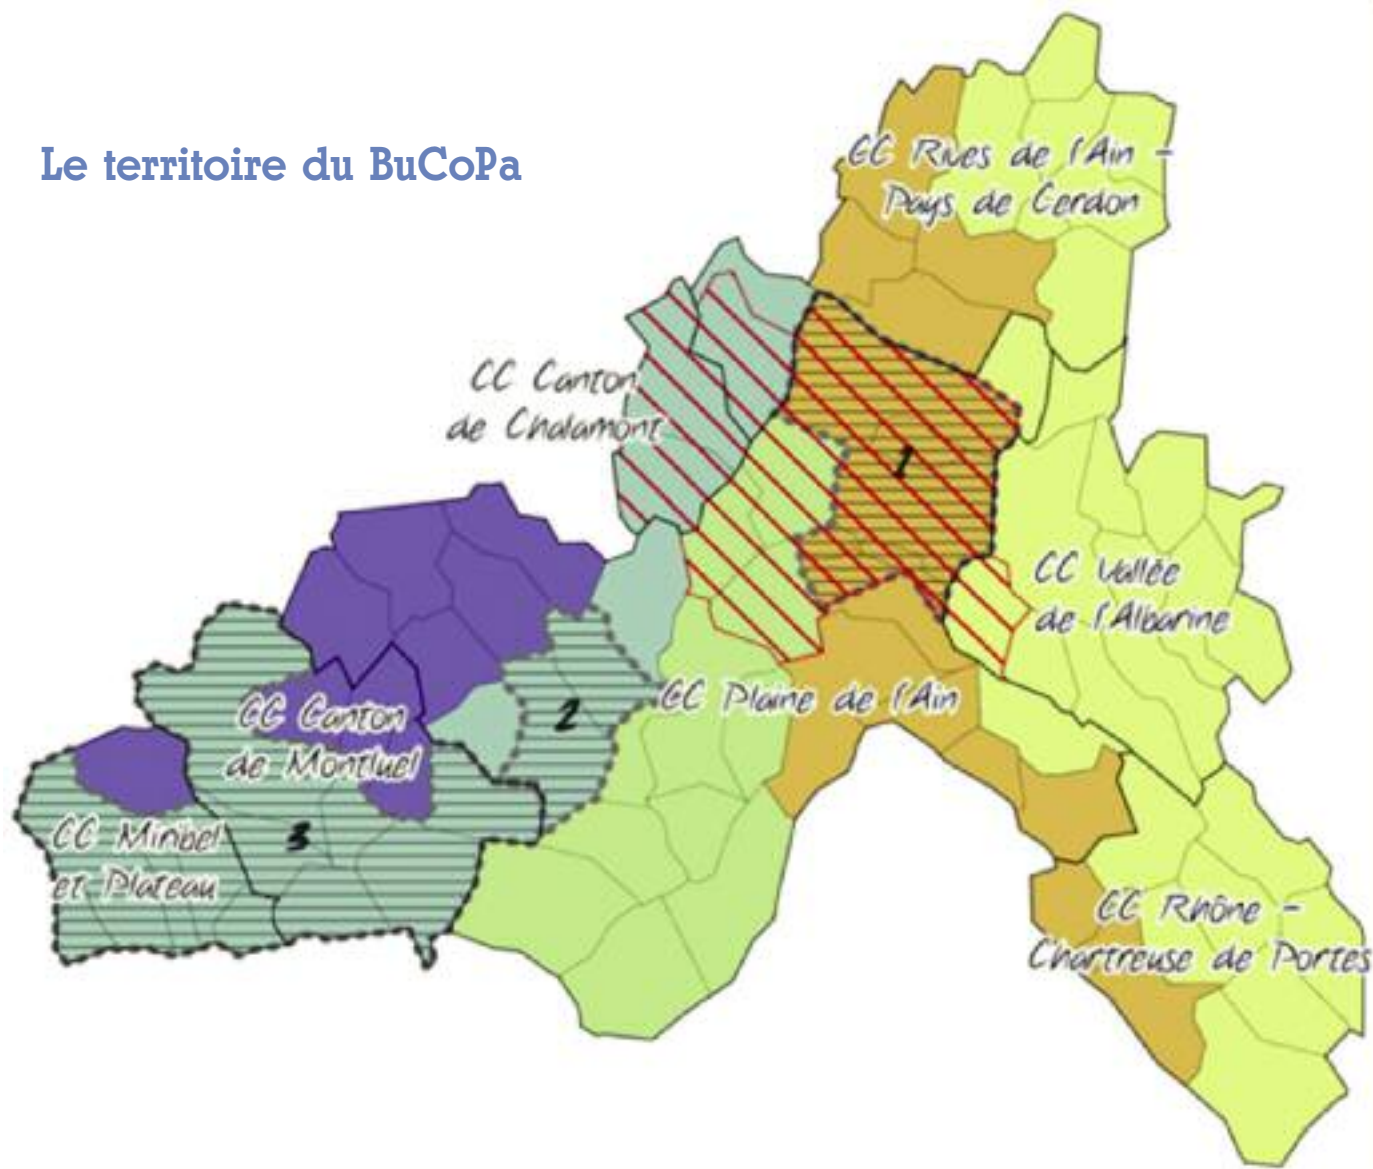 Le territoire du BuCoPa
CC Rives de l'Ain -
Pays de Cerdon
CC Canton
de Chalamont
1
CC Vallée
de l'Albarine
2
CC Plaine de l'Ain
CC Canton
de Montluel
CC Miribel
et Plateau
3
CC Rhône -
Chartreuse de Portes